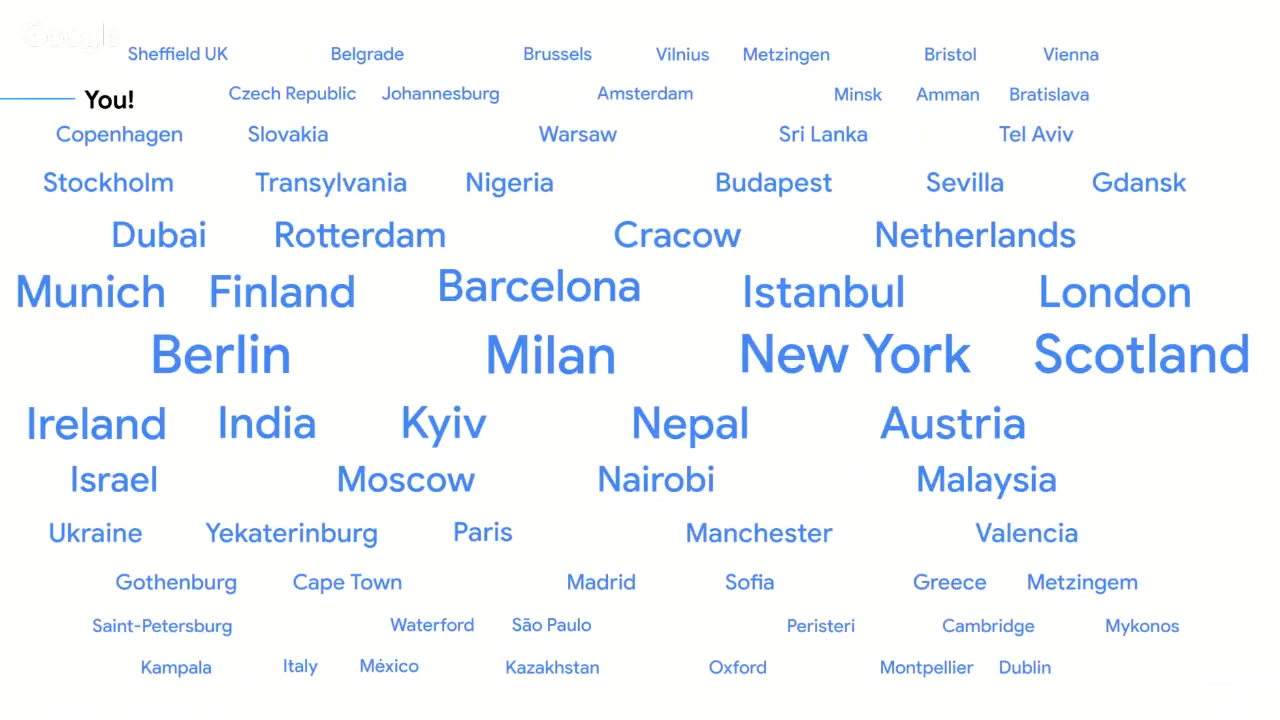 Google
Sheffield UK Belgrade Brussels Vilnius Metzingen Bristol Vienna
You! Czech Republic Johannesburg Amsterdam Minsk Amman Bratislava
Copenhagen Slovakia Warsaw Sri Lanka Tel Aviv
Stockholm Transylvania Nigeria Budapest Sevilla Gdansk
Dubai Rotterdam Cracow Netherlands
Munich Finland Barcelona Istanbul London
Berlin Milan New York Scotland
Ireland India Kyiv Nepal Austria
Israel Moscow Nairobi Malaysia
Ukraine Yekaterinburg Paris Manchester Valencia
Gothenburg Cape Town Madrid Sofia Greece Metzingem
Saint-Petersburg Waterford São Paulo Peristeri Cambridge Mykonos
Kampala Italy México Kazakhstan Oxford Montpellier Dublin